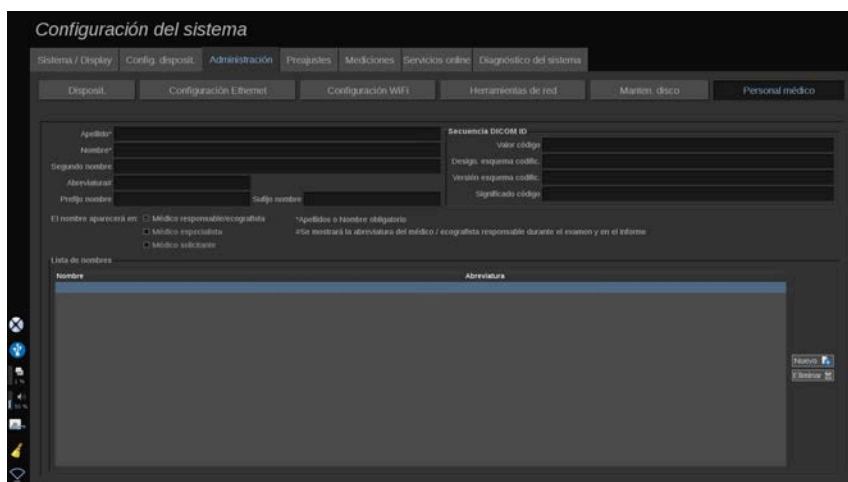 Configuración del sistema
Sistema / Display Config. disposit. Administración Preajustes Mediciones Servicios online Diagnóstico del sistema
Disposit. Configuración Ethernet Configuración WiFi Herramientas de red Manten. disco Personal médico
Apellido* Secuencia DICOM ID
Nombre* Valor código
Segundo nombre Design. esquema codific.
Abreviatura# Versión esquema codific.
Prefijo nombre Sufijo nombre Significado código
El nombre aparecerá en: Médico responsable/ecografista *Apellidos o Nombre obligatorio
Médico especialista #Se mostrará la abreviatura del médico / ecografista responsable durante el examen y en el informe
Médico solicitante
Lista de nombres
Nombre Abreviatura
Nuevo
Eliminar
1 %